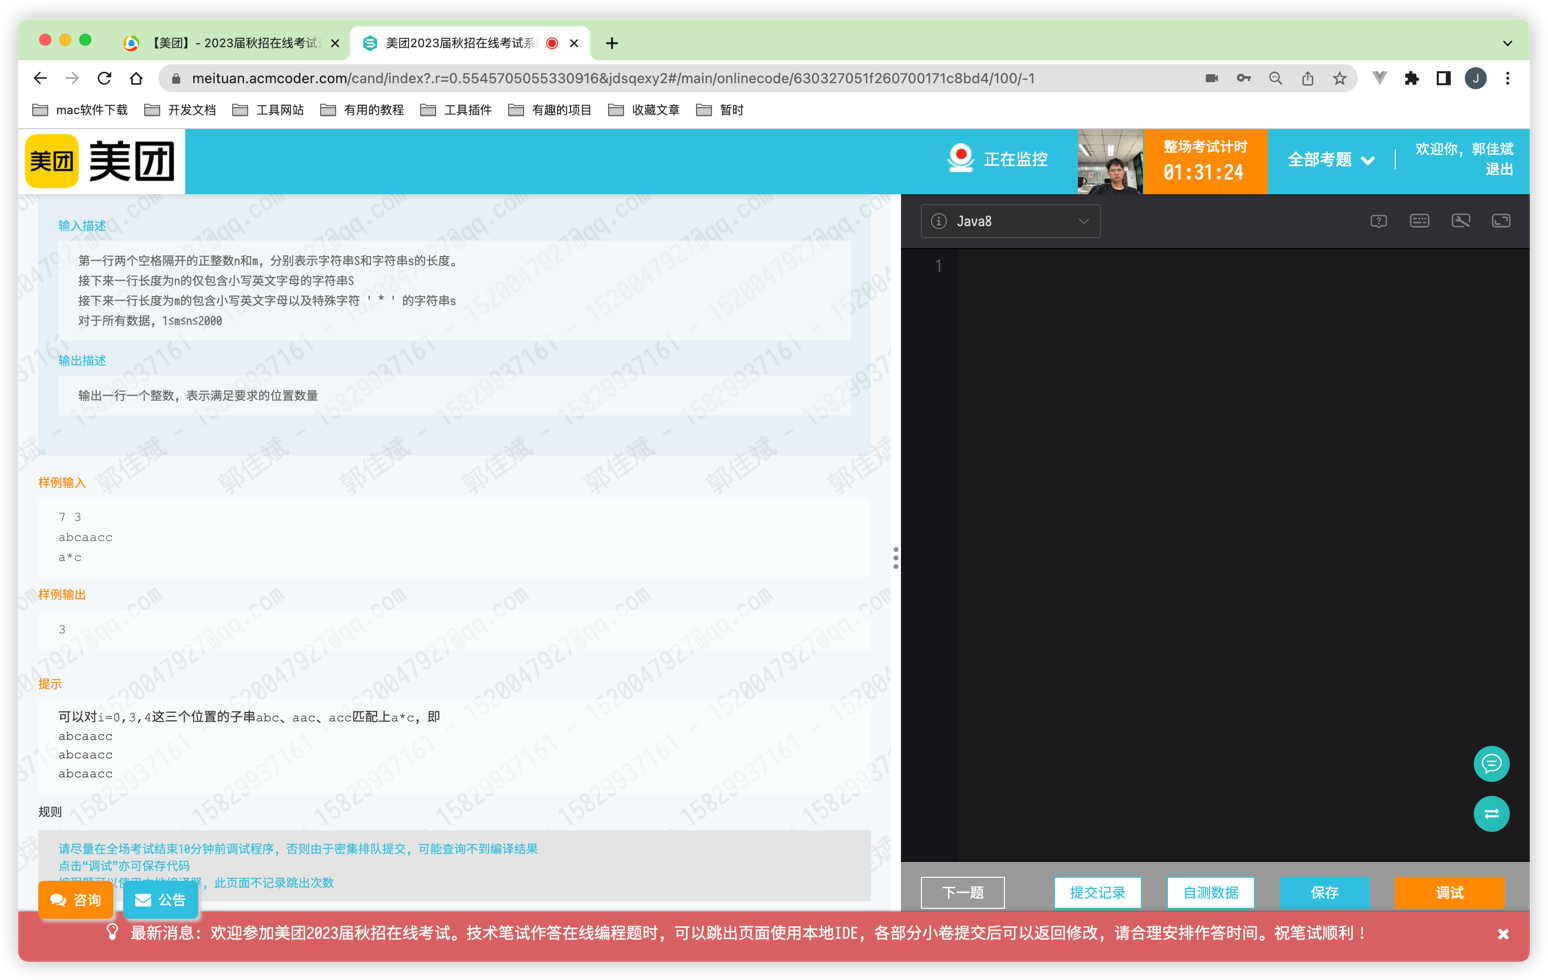 【美团】- 2023届秋招在线考试
美团2023届秋招在线考试系
meituan.acmcoder.com/cand/index?.r=0.5545705055330916&jdsqexy2#/main/onlinecode/630327051f260700171c8bd4/100/-1
J
mac软件下载
开发文档
工具网站
有用的教程
工具插件
有趣的项目
收藏文章
暂时
美团 美团
正在监控
整场考试计时
01:31:24
全部考题
欢迎你，郭佳斌
退出
输入描述
第一行两个空格隔开的正整数n和m，分别表示字符串S和字符串s的长度。
接下来一行长度为n的仅包含小写英文字母的字符串S
接下来一行长度为m的包含小写英文字母以及特殊字符 ' * ' 的字符串s
对于所有数据，1≤m≤n≤2000
输出描述
输出一行一个整数，表示满足要求的位置数量
样例输入
7 3
abcaacc
a*c
样例输出
3
提示
可以对i=0,3,4这三个位置的子串abc、aac、acc匹配上a*c，即
abcaacc
abcaacc
abcaacc
规则
请尽量在全场考试结束10分钟前调试程序，否则由于密集排队提交，可能查询不到编译结果
点击“调试”亦可保存代码
，此页面不记录跳出次数
咨询
公告
Java8
1
下一题
提交记录
自测数据
保存
调试
最新消息：欢迎参加美团2023届秋招在线考试。技术笔试作答在线编程题时，可以跳出页面使用本地IDE，各部分小卷提交后可以返回修改，请合理安排作答时间。祝笔试顺利！
郭佳斌 - 15829937161 - 1520047927@qq.com